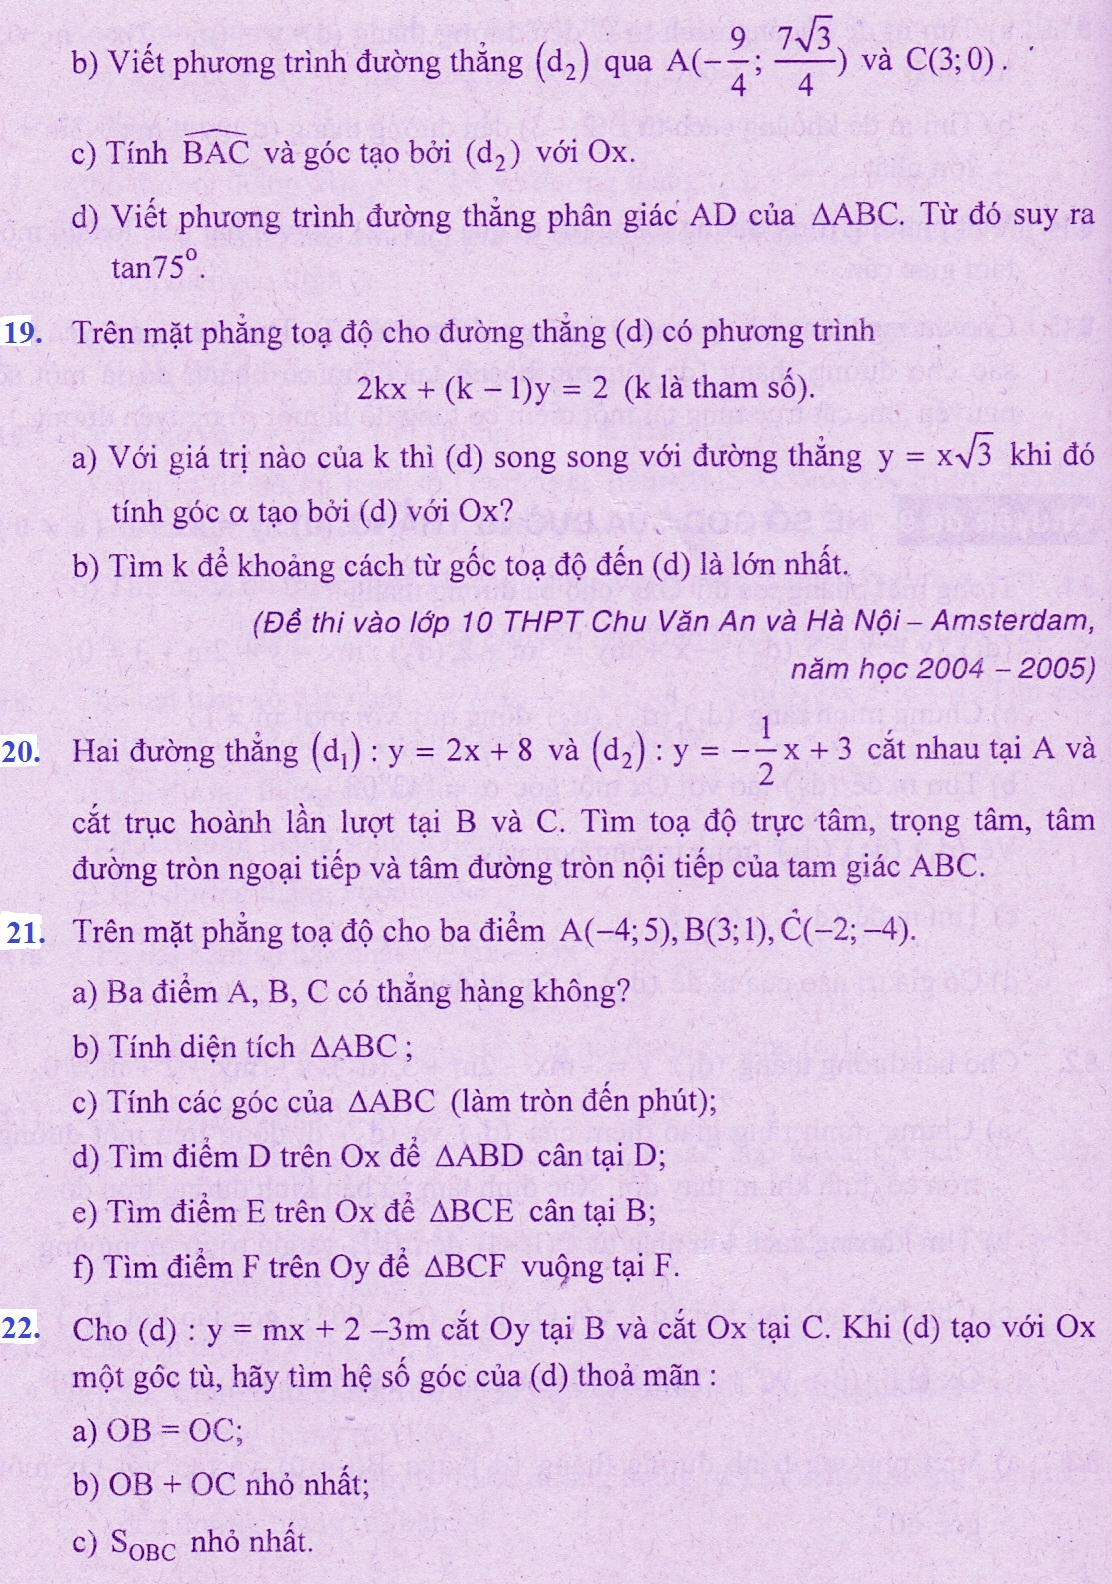 b) Viết phương trình đường thẳng (d₂) qua A(−9/4; 7√3/4) và C(3; 0).
c) Tính BAC và góc tạo bởi (d₂) với Ox.
d) Viết phương trình đường thẳng phân giác AD của ΔABC. Từ đó suy ra
tan75°.
19. Trên mặt phẳng toạ độ cho đường thẳng (d) có phương trình
2kx + (k − 1)y = 2 (k là tham số).
a) Với giá trị nào của k thì (d) song song với đường thẳng y = x√3 khi đó
tính góc α tạo bởi (d) với Ox?
b) Tìm k để khoảng cách từ gốc toạ độ đến (d) là lớn nhất.
(Đề thi vào lớp 10 THPT Chu Văn An và Hà Nội – Amsterdam,
năm học 2004 – 2005)
20. Hai đường thẳng (d₁) : y = 2x + 8 và (d₂) : y = −1/2x + 3 cắt nhau tại A và
cắt trục hoành lần lượt tại B và C. Tìm toạ độ trực tâm, trọng tâm, tâm
đường tròn ngoại tiếp và tâm đường tròn nội tiếp của tam giác ABC.
21. Trên mặt phẳng toạ độ cho ba điểm A(−4; 5), B(3; 1), C(−2; −4).
a) Ba điểm A, B, C có thẳng hàng không?
b) Tính diện tích ΔABC ;
c) Tính các góc của ΔABC (làm tròn đến phút);
d) Tìm điểm D trên Ox để ΔABD cân tại D;
e) Tìm điểm E trên Ox để ΔBCE cân tại B;
f) Tìm điểm F trên Oy để ΔBCF vuông tại F.
22. Cho (d) : y = mx + 2 –3m cắt Oy tại B và cắt Ox tại C. Khi (d) tạo với Ox
một gôc tù, hãy tìm hệ số góc của (d) thoả mãn :
a) OB = OC;
b) OB + OC nhỏ nhất;
c) S_OBC nhỏ nhất.